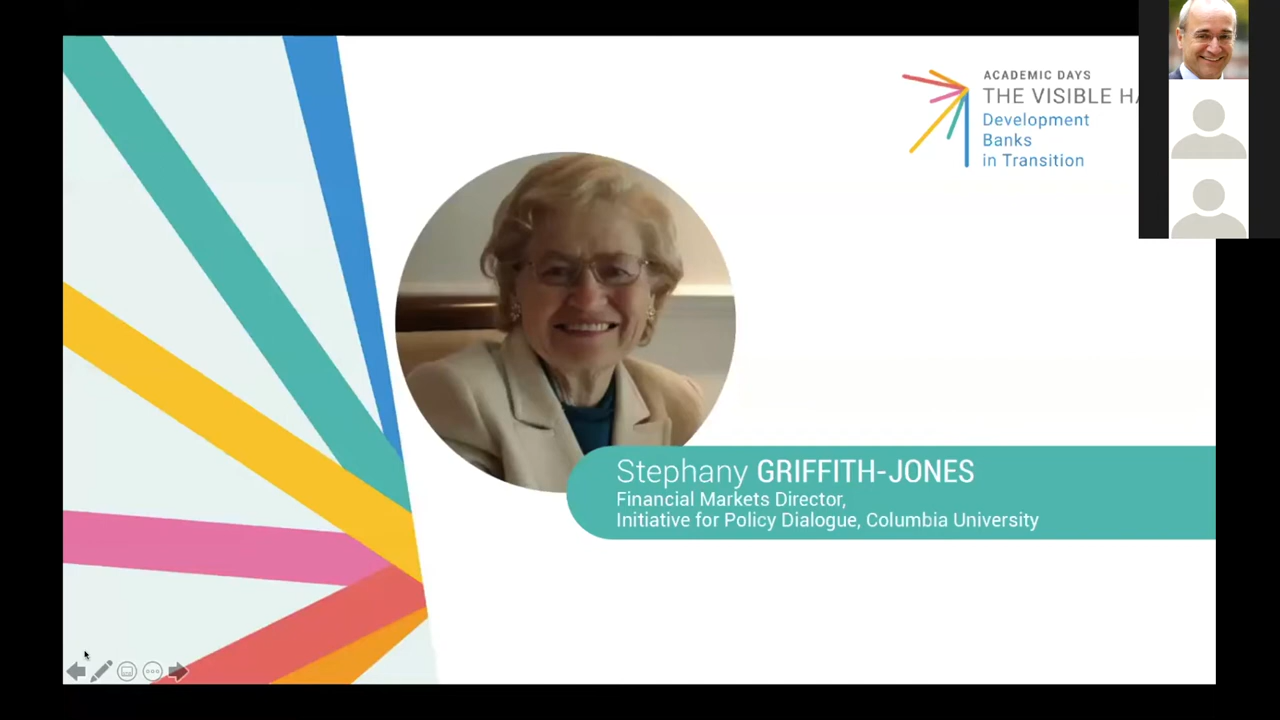 ACADEMIC DAYS
THE VISIBLE
Development
Banks
in Transition
Stephany GRIFFITH-JONES
Financial Markets Director,
Initiative for Policy Dialogue, Columbia University